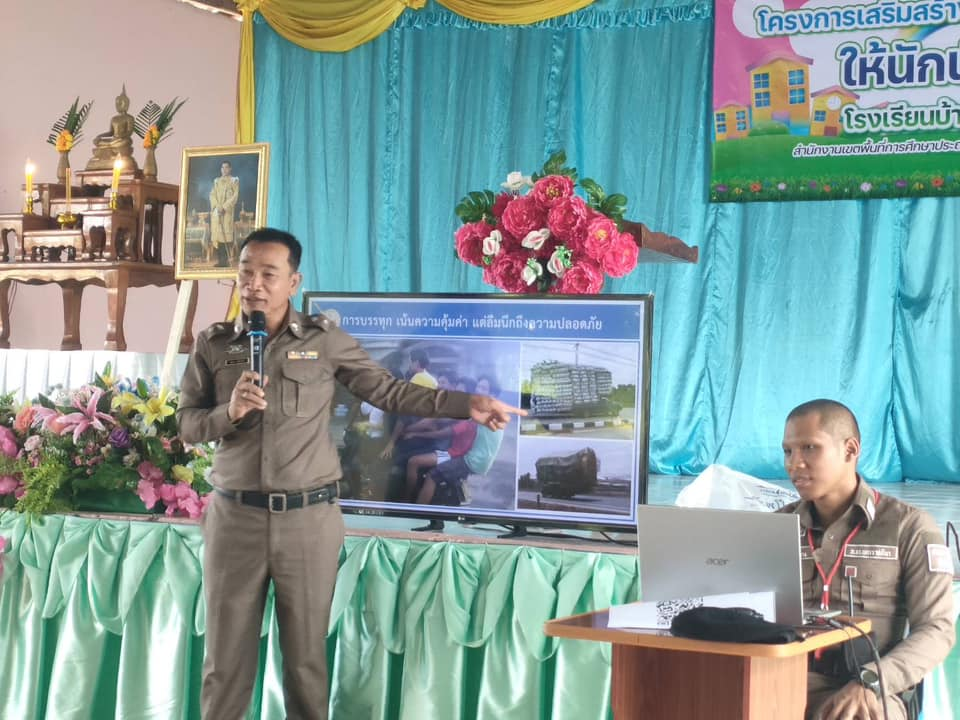 โครงการเสริมสร้า
ให้นัก
โรงเรียนบ้า
สำนักงานเขตพื้นที่การศึกษาประถ
การบรรทุก เน้นความคุ้มค่า แต่ลืมนึกถึงความปลอดภัย
LG
acer